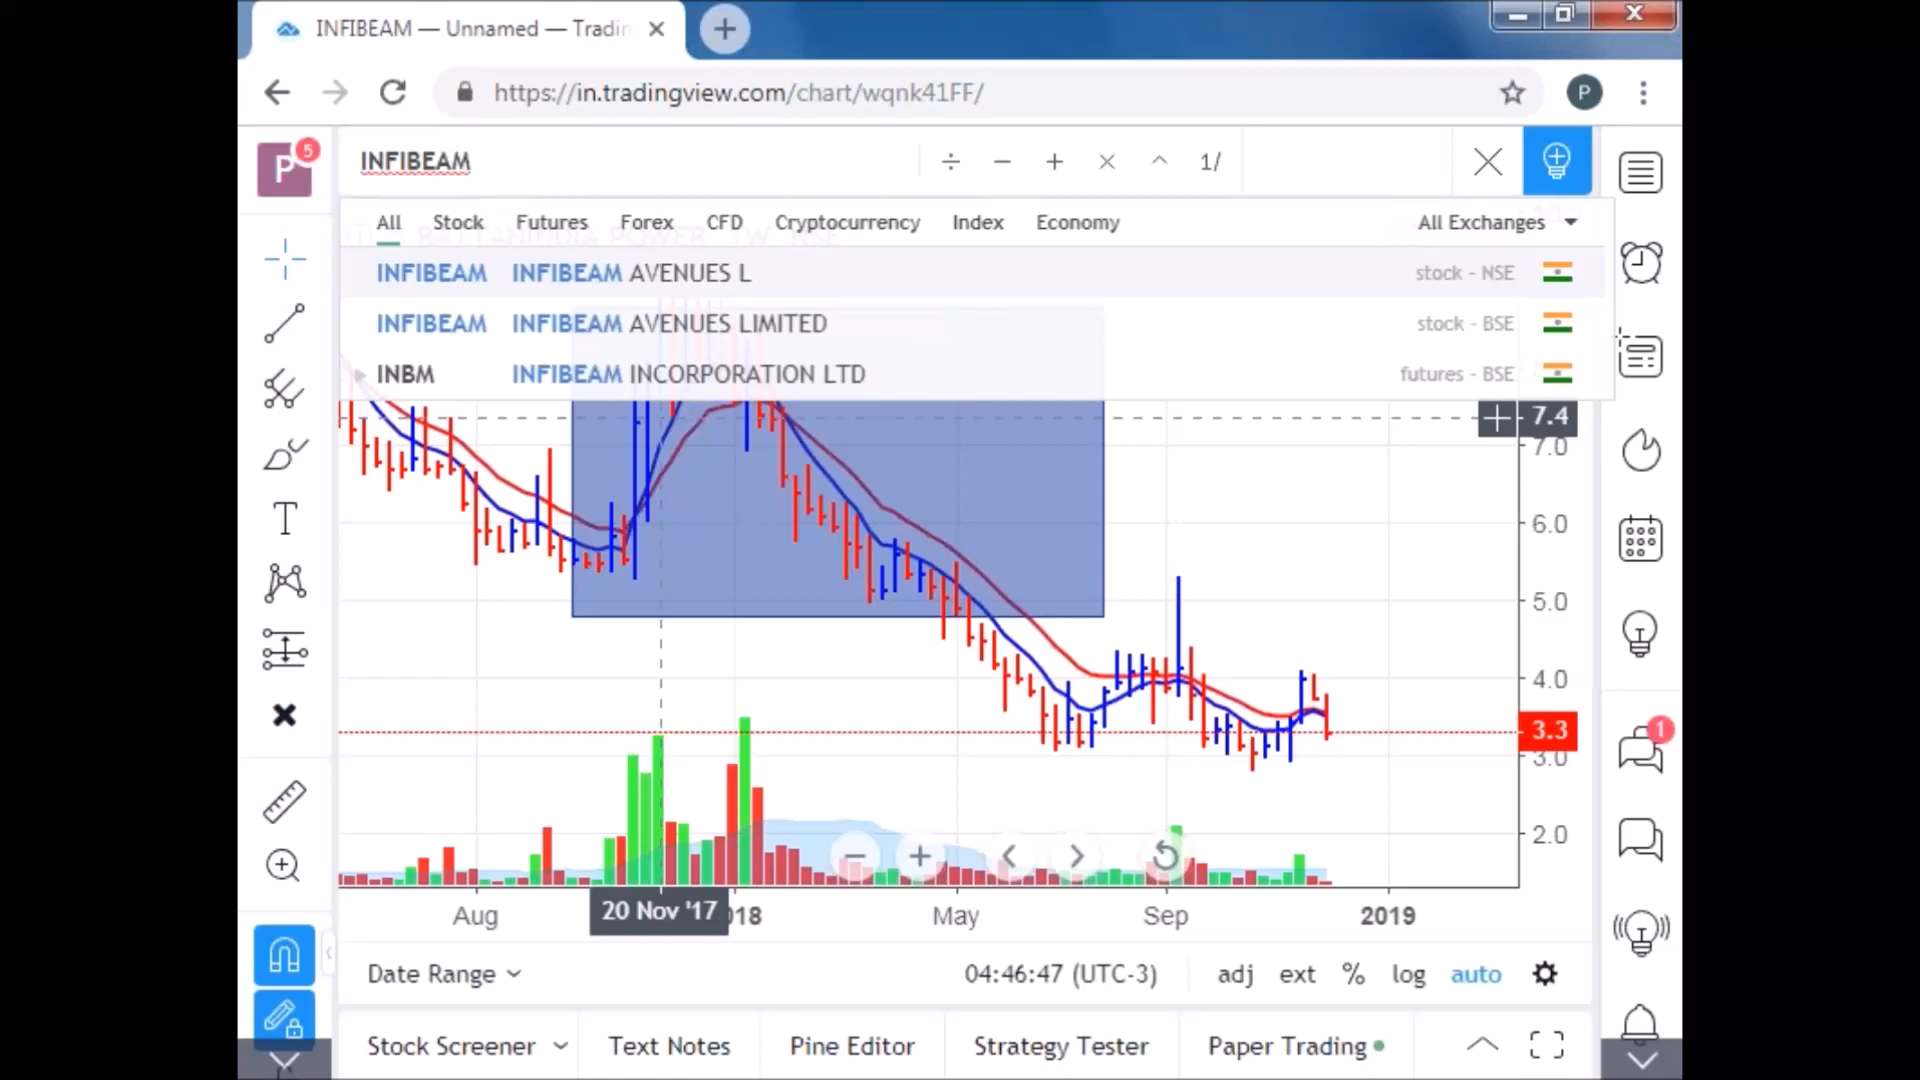 INFIBEAM — Unnamed — Tradin
https://in.tradingview.com/chart/wqnk41FF/
P
P
5
INFIBEAM
÷ − + × ^ 1/
All Stock Futures Forex CFD Cryptocurrency Index Economy All Exchanges
INFIBEAM INFIBEAM AVENUES L stock - NSE
INFIBEAM INFIBEAM AVENUES LIMITED stock - BSE
INBM INFIBEAM INCORPORATION LTD futures - BSE
7.4
7.0
6.0
5.0
4.0
3.3
3.0
2.0
1
Aug 20 Nov '17 018 May Sep 2019
Date Range 04:46:47 (UTC-3) adj ext % log auto
Stock Screener Text Notes Pine Editor Strategy Tester Paper Trading